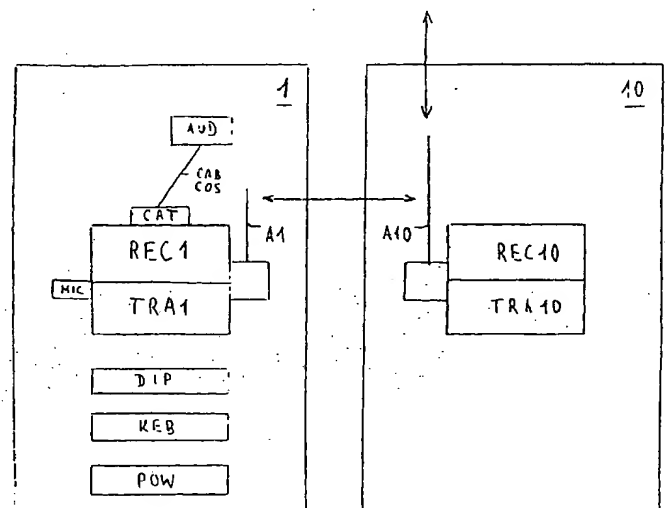 1
10
AUD
CAB
COS
CAT
A1
A10
REC1
REC10
MIC
TRA1
TRA10
DIP
KEB
POW